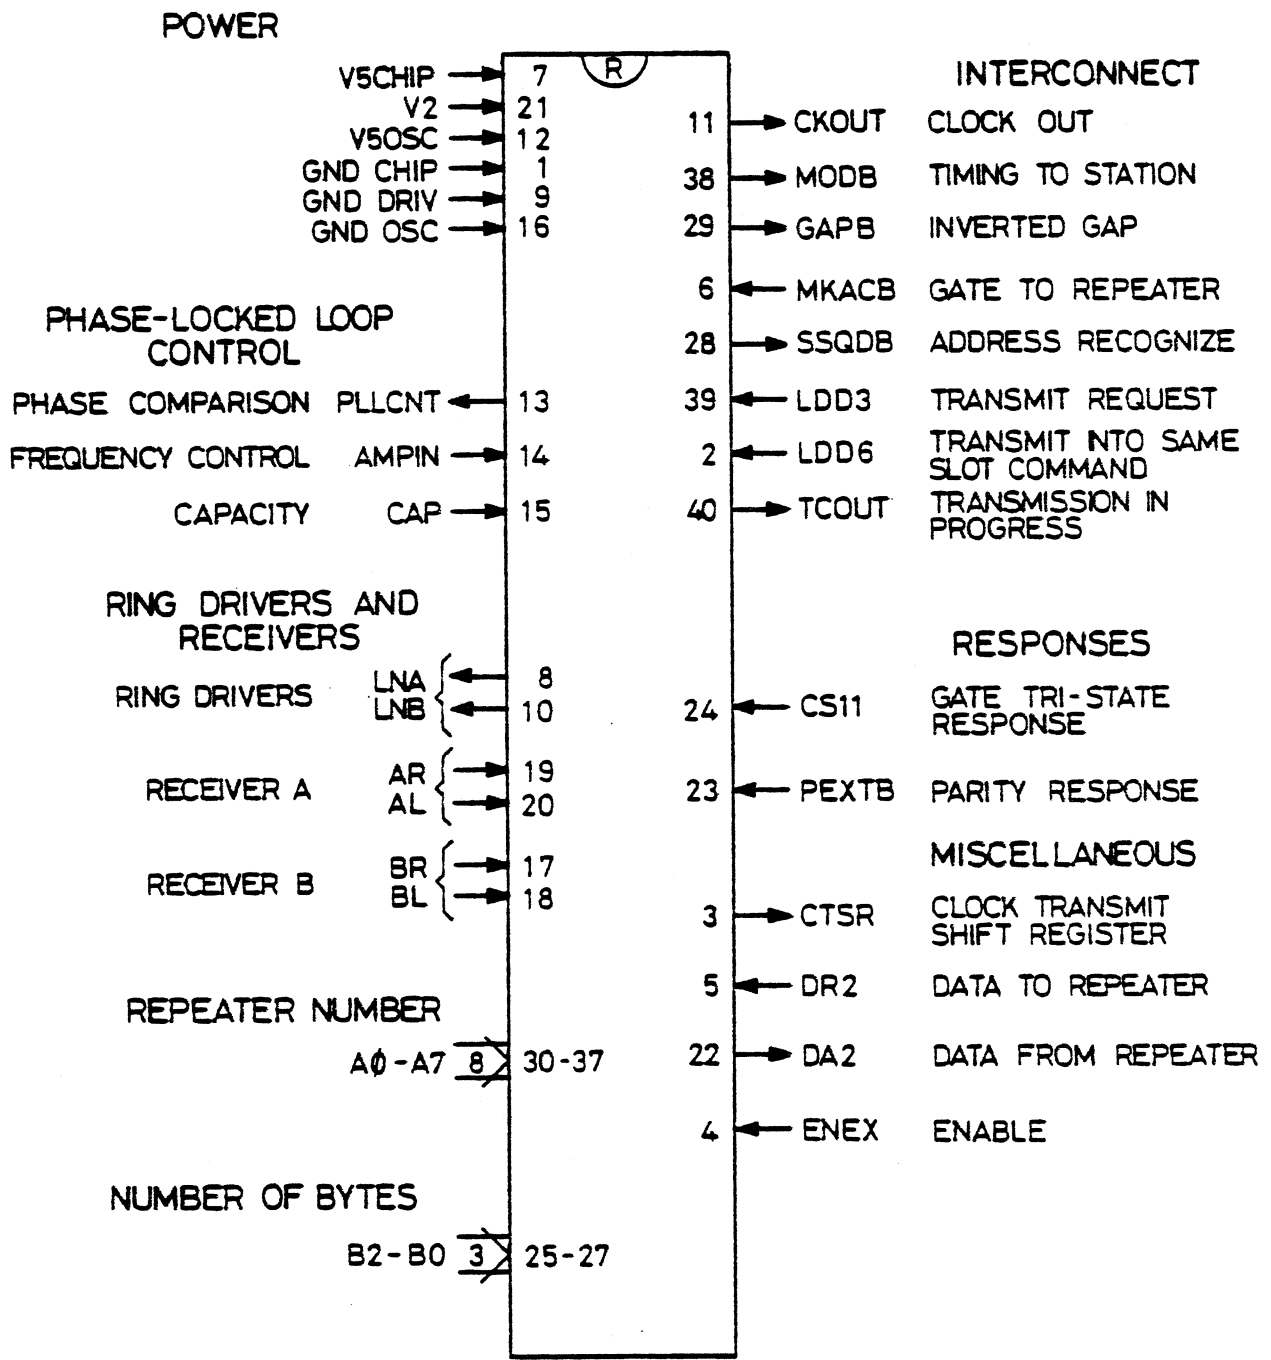 POWER
V5CHIP 7
V2 21
V5OSC 12
GND CHIP 1
GND DRIV 9
GND OSC 16
PHASE-LOCKED LOOP
CONTROL
PHASE COMPARISON PLLCNT 13
FREQUENCY CONTROL AMPIN 14
CAPACITY CAP 15
RING DRIVERS AND
RECEIVERS
RING DRIVERS
LNA 8
LNB 10
RECEIVER A
AR 19
AL 20
RECEIVER B
BR 17
BL 18
REPEATER NUMBER
AØ-A7 8 30-37
NUMBER OF BYTES
B2-B0 3 25-27
R
INTERCONNECT
11 CKOUT CLOCK OUT
38 MODB TIMING TO STATION
29 GAPB INVERTED GAP
6 MKACB GATE TO REPEATER
28 SSQDB ADDRESS RECOGNIZE
39 LDD3 TRANSMIT REQUEST
2 LDD6 TRANSMIT INTO SAME
SLOT COMMAND
40 TCOUT TRANSMISSION IN
PROGRESS
RESPONSES
24 CS11 GATE TRI-STATE
RESPONSE
23 PEXTB PARITY RESPONSE
MISCELLANEOUS
3 CTSR CLOCK TRANSMIT
SHIFT REGISTER
5 DR2 DATA TO REPEATER
22 DA2 DATA FROM REPEATER
4 ENEX ENABLE